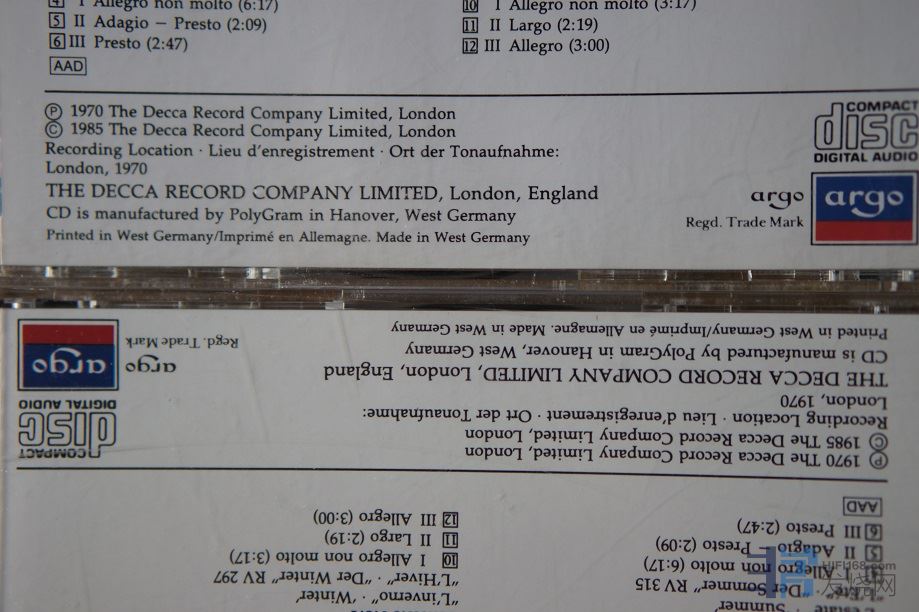 4 I Allegro non molto (6:17)
5 II Adagio – Presto (2:09)
6 III Presto (2:47)
AAD
10 I Allegro non molto (3:17)
11 II Largo (2:19)
12 III Allegro (3:00)
Ⓟ 1970 The Decca Record Company Limited, London
© 1985 The Decca Record Company Limited, London
Recording Location · Lieu d'enregistrement · Ort der Tonaufnahme:
London, 1970
THE DECCA RECORD COMPANY LIMITED, London, England
CD is manufactured by PolyGram in Hanover, West Germany
Printed in West Germany/Imprimé en Allemagne. Made in West Germany
COMPACT
disc
DIGITAL AUDIO
argo
Regd. Trade Mark
argo
Sommer"
"Der Sommer" RV 315
4 I Allegro non molto (6:17)
5 II Adagio – Presto (2:09)
6 III Presto (2:47)
AAD
"L'inverno" · "Winter"
"L'Hiver" · "Der Winter" RV 297
10 I Allegro non molto (3:17)
11 II Largo (2:19)
12 III Allegro (3:00)
Ⓟ 1970 The Decca Record Company Limited, London
© 1985 The Decca Record Company Limited, London
Recording Location · Lieu d'enregistrement · Ort der Tonaufnahme:
London, 1970
THE DECCA RECORD COMPANY LIMITED, London, England
CD is manufactured by PolyGram in Hanover, West Germany
Printed in West Germany/Imprimé en Allemagne. Made in West Germany
COMPACT
disc
DIGITAL AUDIO
argo
Regd. Trade Mark
argo
HIFI168.com
发烧网